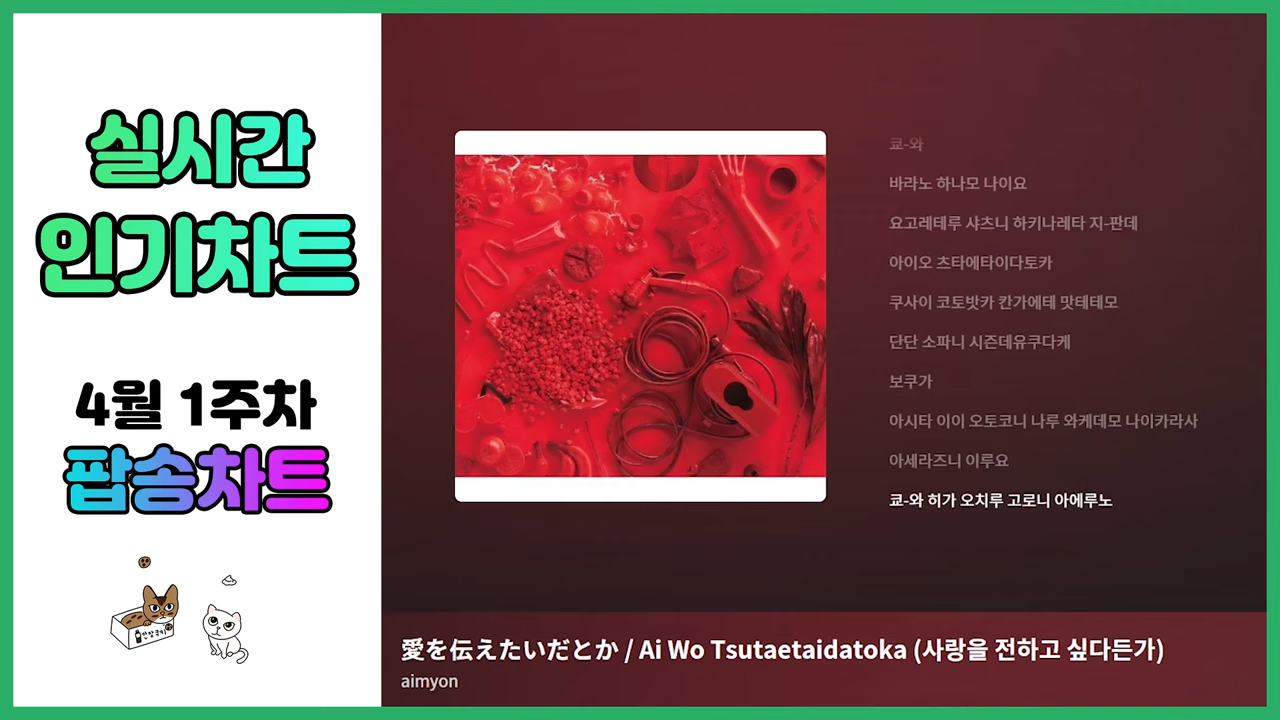 실시간
인기차트
4월 1주차
팝송차트
쿄-와
바라노 하나모 나이요
요고레테루 샤츠니 하키나레타 지-판데
아이오 츠타에타이다토카
쿠사이 코토밧카 칸가에테 맛테테모
단단 소파니 시즌데유쿠다케
보쿠가
아시타 이이 오토코니 나루 와케데모 나이카라사
아세라즈니 이루요
쿄-와 히가 오치루 고로니 아에루노
愛を伝えたいだとか / Ai Wo Tsutaetaidatoka (사랑을 전하고 싶다든가)
aimyon